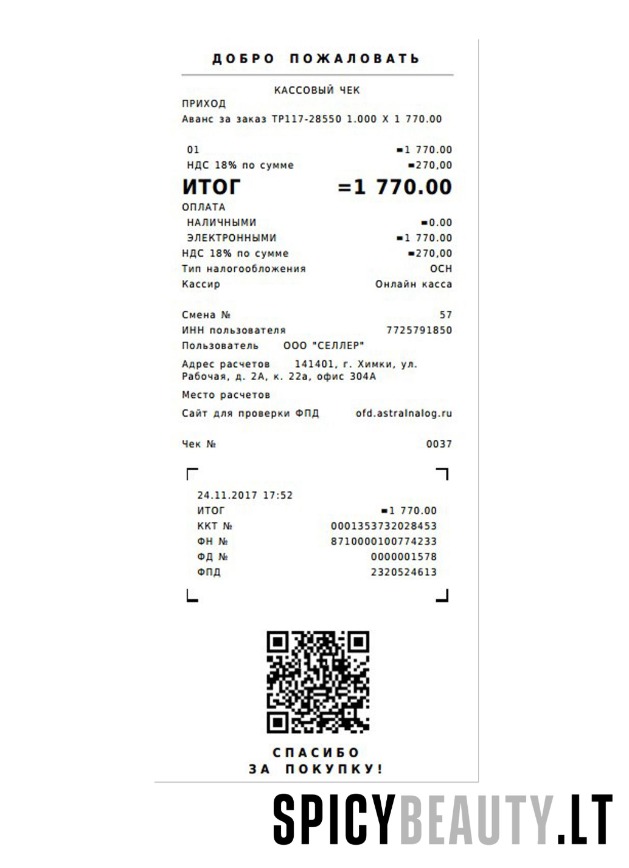 ДОБРО ПОЖАЛОВАТЬ
КАССОВЫЙ ЧЕК
ПРИХОД
Аванс за заказ ТР117-28550 1.000 X 1 770.00
01 =1 770.00
НДС 18% по сумме =270,00
ИТОГ =1 770.00
ОПЛАТА
НАЛИЧНЫМИ =0.00
ЭЛЕКТРОННЫМИ =1 770.00
НДС 18% по сумме =270,00
Тип налогообложения ОСН
Кассир Онлайн касса
Смена № 57
ИНН пользователя 7725791850
Пользователь ООО "СЕЛЛЕР"
Адрес расчетов 141401, г. Химки, ул.
Рабочая, д. 2А, к. 22а, офис 304А
Место расчетов
Сайт для проверки ФПД ofd.astralnalog.ru
Чек № 0037
24.11.2017 17:52
ИТОГ =1 770.00
ККТ № 0001353732028453
ФН № 8710000100774233
ФД № 0000001578
ФПД 2320524613
СПАСИБО
ЗА ПОКУПКУ!
SPICYBEAUTY.LT